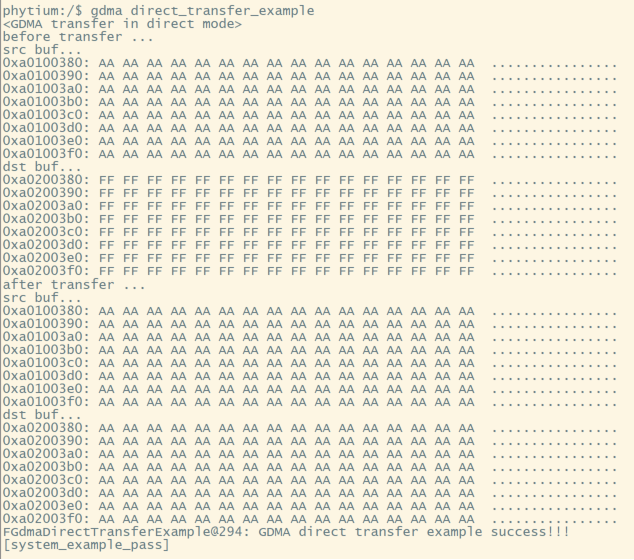 phytium:/$ gdma direct_transfer_example
<GDMA transfer in direct mode>
before transfer ...
src buf...
0xa0100380: AA AA AA AA AA AA AA AA AA AA AA AA AA AA AA AA  ................
0xa0100390: AA AA AA AA AA AA AA AA AA AA AA AA AA AA AA AA  ................
0xa01003a0: AA AA AA AA AA AA AA AA AA AA AA AA AA AA AA AA  ................
0xa01003b0: AA AA AA AA AA AA AA AA AA AA AA AA AA AA AA AA  ................
0xa01003c0: AA AA AA AA AA AA AA AA AA AA AA AA AA AA AA AA  ................
0xa01003d0: AA AA AA AA AA AA AA AA AA AA AA AA AA AA AA AA  ................
0xa01003e0: AA AA AA AA AA AA AA AA AA AA AA AA AA AA AA AA  ................
0xa01003f0: AA AA AA AA AA AA AA AA AA AA AA AA AA AA AA AA  ................
dst buf...
0xa0200380: FF FF FF FF FF FF FF FF FF FF FF FF FF FF FF FF  ................
0xa0200390: FF FF FF FF FF FF FF FF FF FF FF FF FF FF FF FF  ................
0xa02003a0: FF FF FF FF FF FF FF FF FF FF FF FF FF FF FF FF  ................
0xa02003b0: FF FF FF FF FF FF FF FF FF FF FF FF FF FF FF FF  ................
0xa02003c0: FF FF FF FF FF FF FF FF FF FF FF FF FF FF FF FF  ................
0xa02003d0: FF FF FF FF FF FF FF FF FF FF FF FF FF FF FF FF  ................
0xa02003e0: FF FF FF FF FF FF FF FF FF FF FF FF FF FF FF FF  ................
0xa02003f0: FF FF FF FF FF FF FF FF FF FF FF FF FF FF FF FF  ................
after transfer ...
src buf...
0xa0100380: AA AA AA AA AA AA AA AA AA AA AA AA AA AA AA AA  ................
0xa0100390: AA AA AA AA AA AA AA AA AA AA AA AA AA AA AA AA  ................
0xa01003a0: AA AA AA AA AA AA AA AA AA AA AA AA AA AA AA AA  ................
0xa01003b0: AA AA AA AA AA AA AA AA AA AA AA AA AA AA AA AA  ................
0xa01003c0: AA AA AA AA AA AA AA AA AA AA AA AA AA AA AA AA  ................
0xa01003d0: AA AA AA AA AA AA AA AA AA AA AA AA AA AA AA AA  ................
0xa01003e0: AA AA AA AA AA AA AA AA AA AA AA AA AA AA AA AA  ................
0xa01003f0: AA AA AA AA AA AA AA AA AA AA AA AA AA AA AA AA  ................
dst buf...
0xa0200380: AA AA AA AA AA AA AA AA AA AA AA AA AA AA AA AA  ................
0xa0200390: AA AA AA AA AA AA AA AA AA AA AA AA AA AA AA AA  ................
0xa02003a0: AA AA AA AA AA AA AA AA AA AA AA AA AA AA AA AA  ................
0xa02003b0: AA AA AA AA AA AA AA AA AA AA AA AA AA AA AA AA  ................
0xa02003c0: AA AA AA AA AA AA AA AA AA AA AA AA AA AA AA AA  ................
0xa02003d0: AA AA AA AA AA AA AA AA AA AA AA AA AA AA AA AA  ................
0xa02003e0: AA AA AA AA AA AA AA AA AA AA AA AA AA AA AA AA  ................
0xa02003f0: AA AA AA AA AA AA AA AA AA AA AA AA AA AA AA AA  ................
FGdmaDirectTransferExample@294: GDMA direct transfer example success!!!
[system_example_pass]